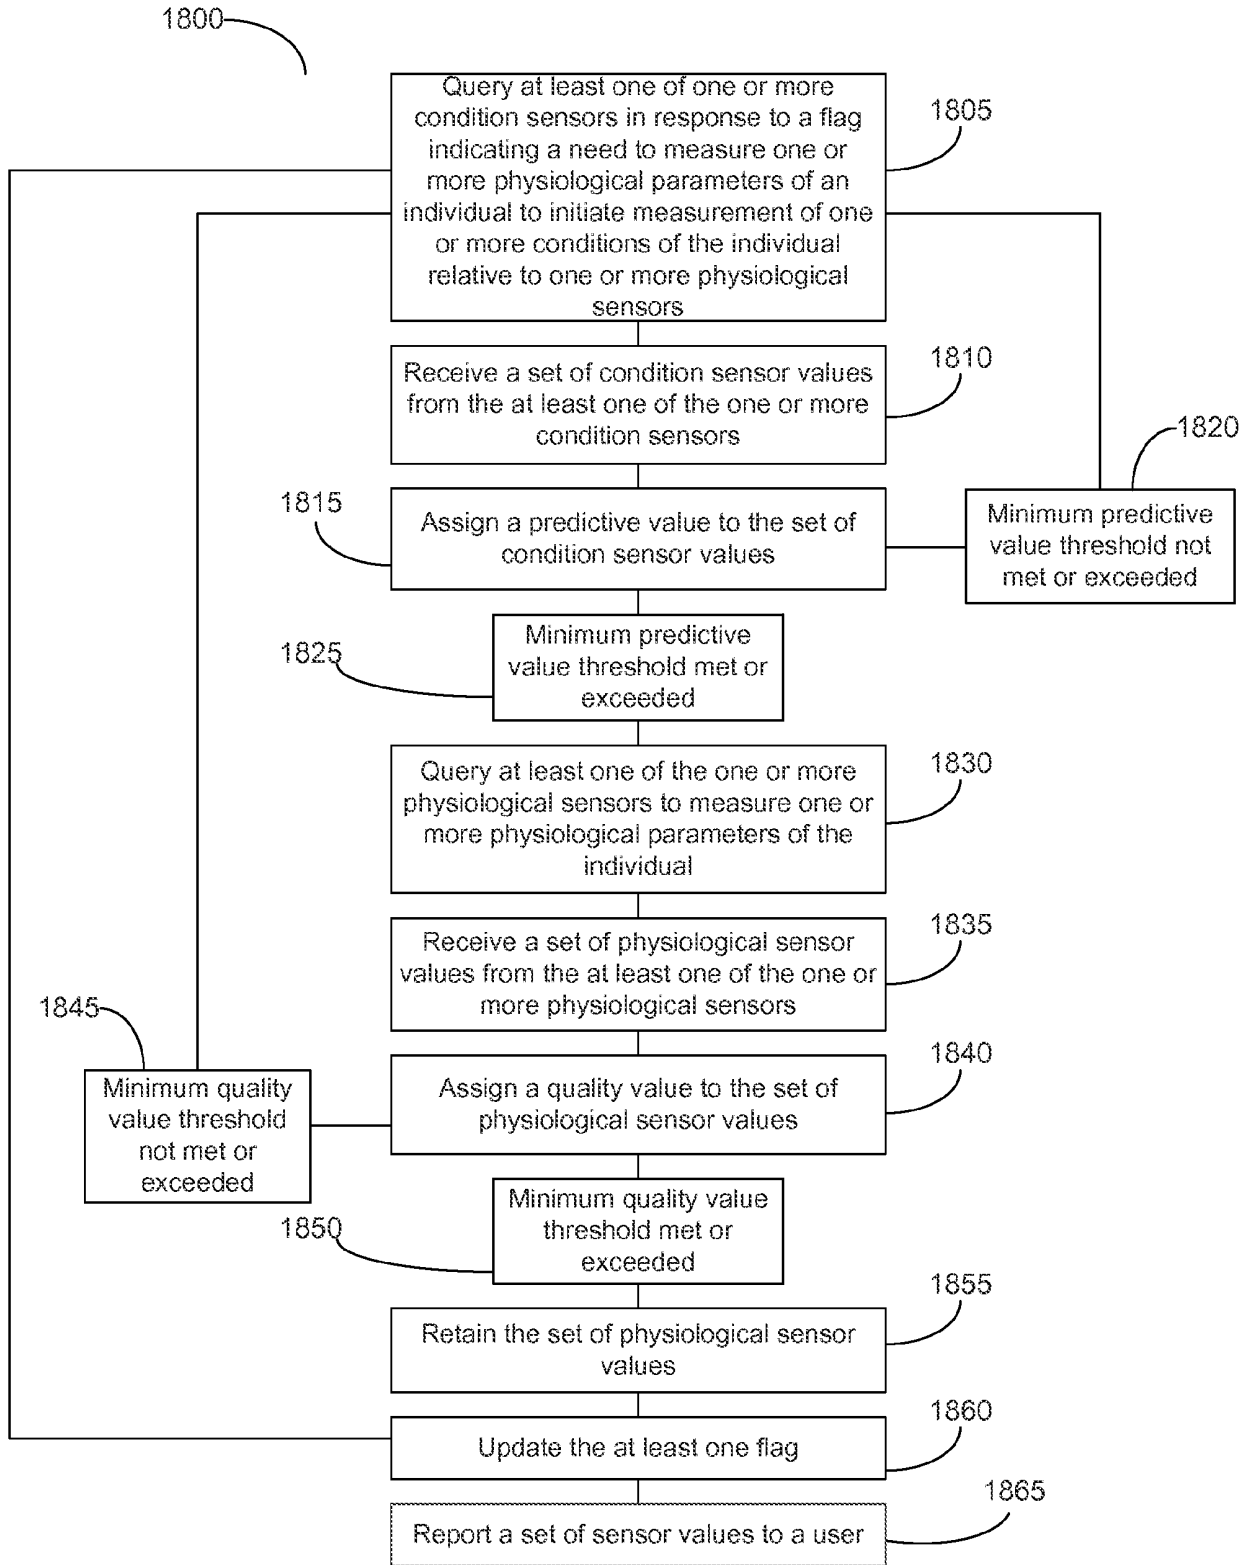 1800
Query at least one of one or more
condition sensors in response to a flag
indicating a need to measure one or
more physiological parameters of an
individual to initiate measurement of one
or more conditions of the individual
relative to one or more physiological
sensors
1805
Receive a set of condition sensor values
from the at least one of the one or more
condition sensors
1810
1815
Assign a predictive value to the set of
condition sensor values
1820
Minimum predictive
value threshold not
met or exceeded
1825
Minimum predictive
value threshold met or
exceeded
Query at least one of the one or more
physiological sensors to measure one or
more physiological parameters of the
individual
1830
Receive a set of physiological sensor
values from the at least one of the one or
more physiological sensors
1835
1845
Minimum quality
value threshold
not met or
exceeded
Assign a quality value to the set of
physiological sensor values
1840
1850
Minimum quality value
threshold met or
exceeded
Retain the set of physiological sensor
values
1855
Update the at least one flag
1860
Report a set of sensor values to a user
1865